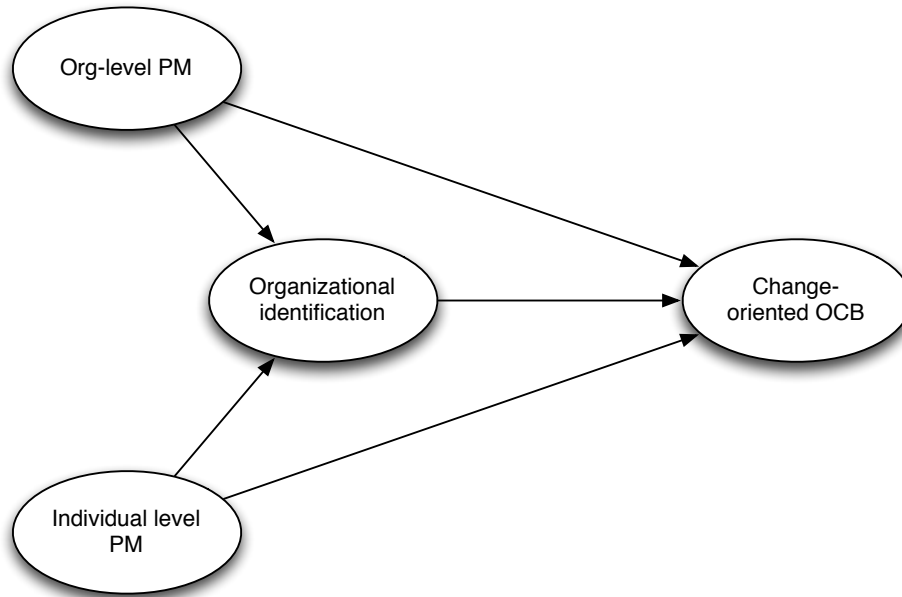 Org-level PM
Organizational
identification
Change-
oriented OCB
Individual level
PM